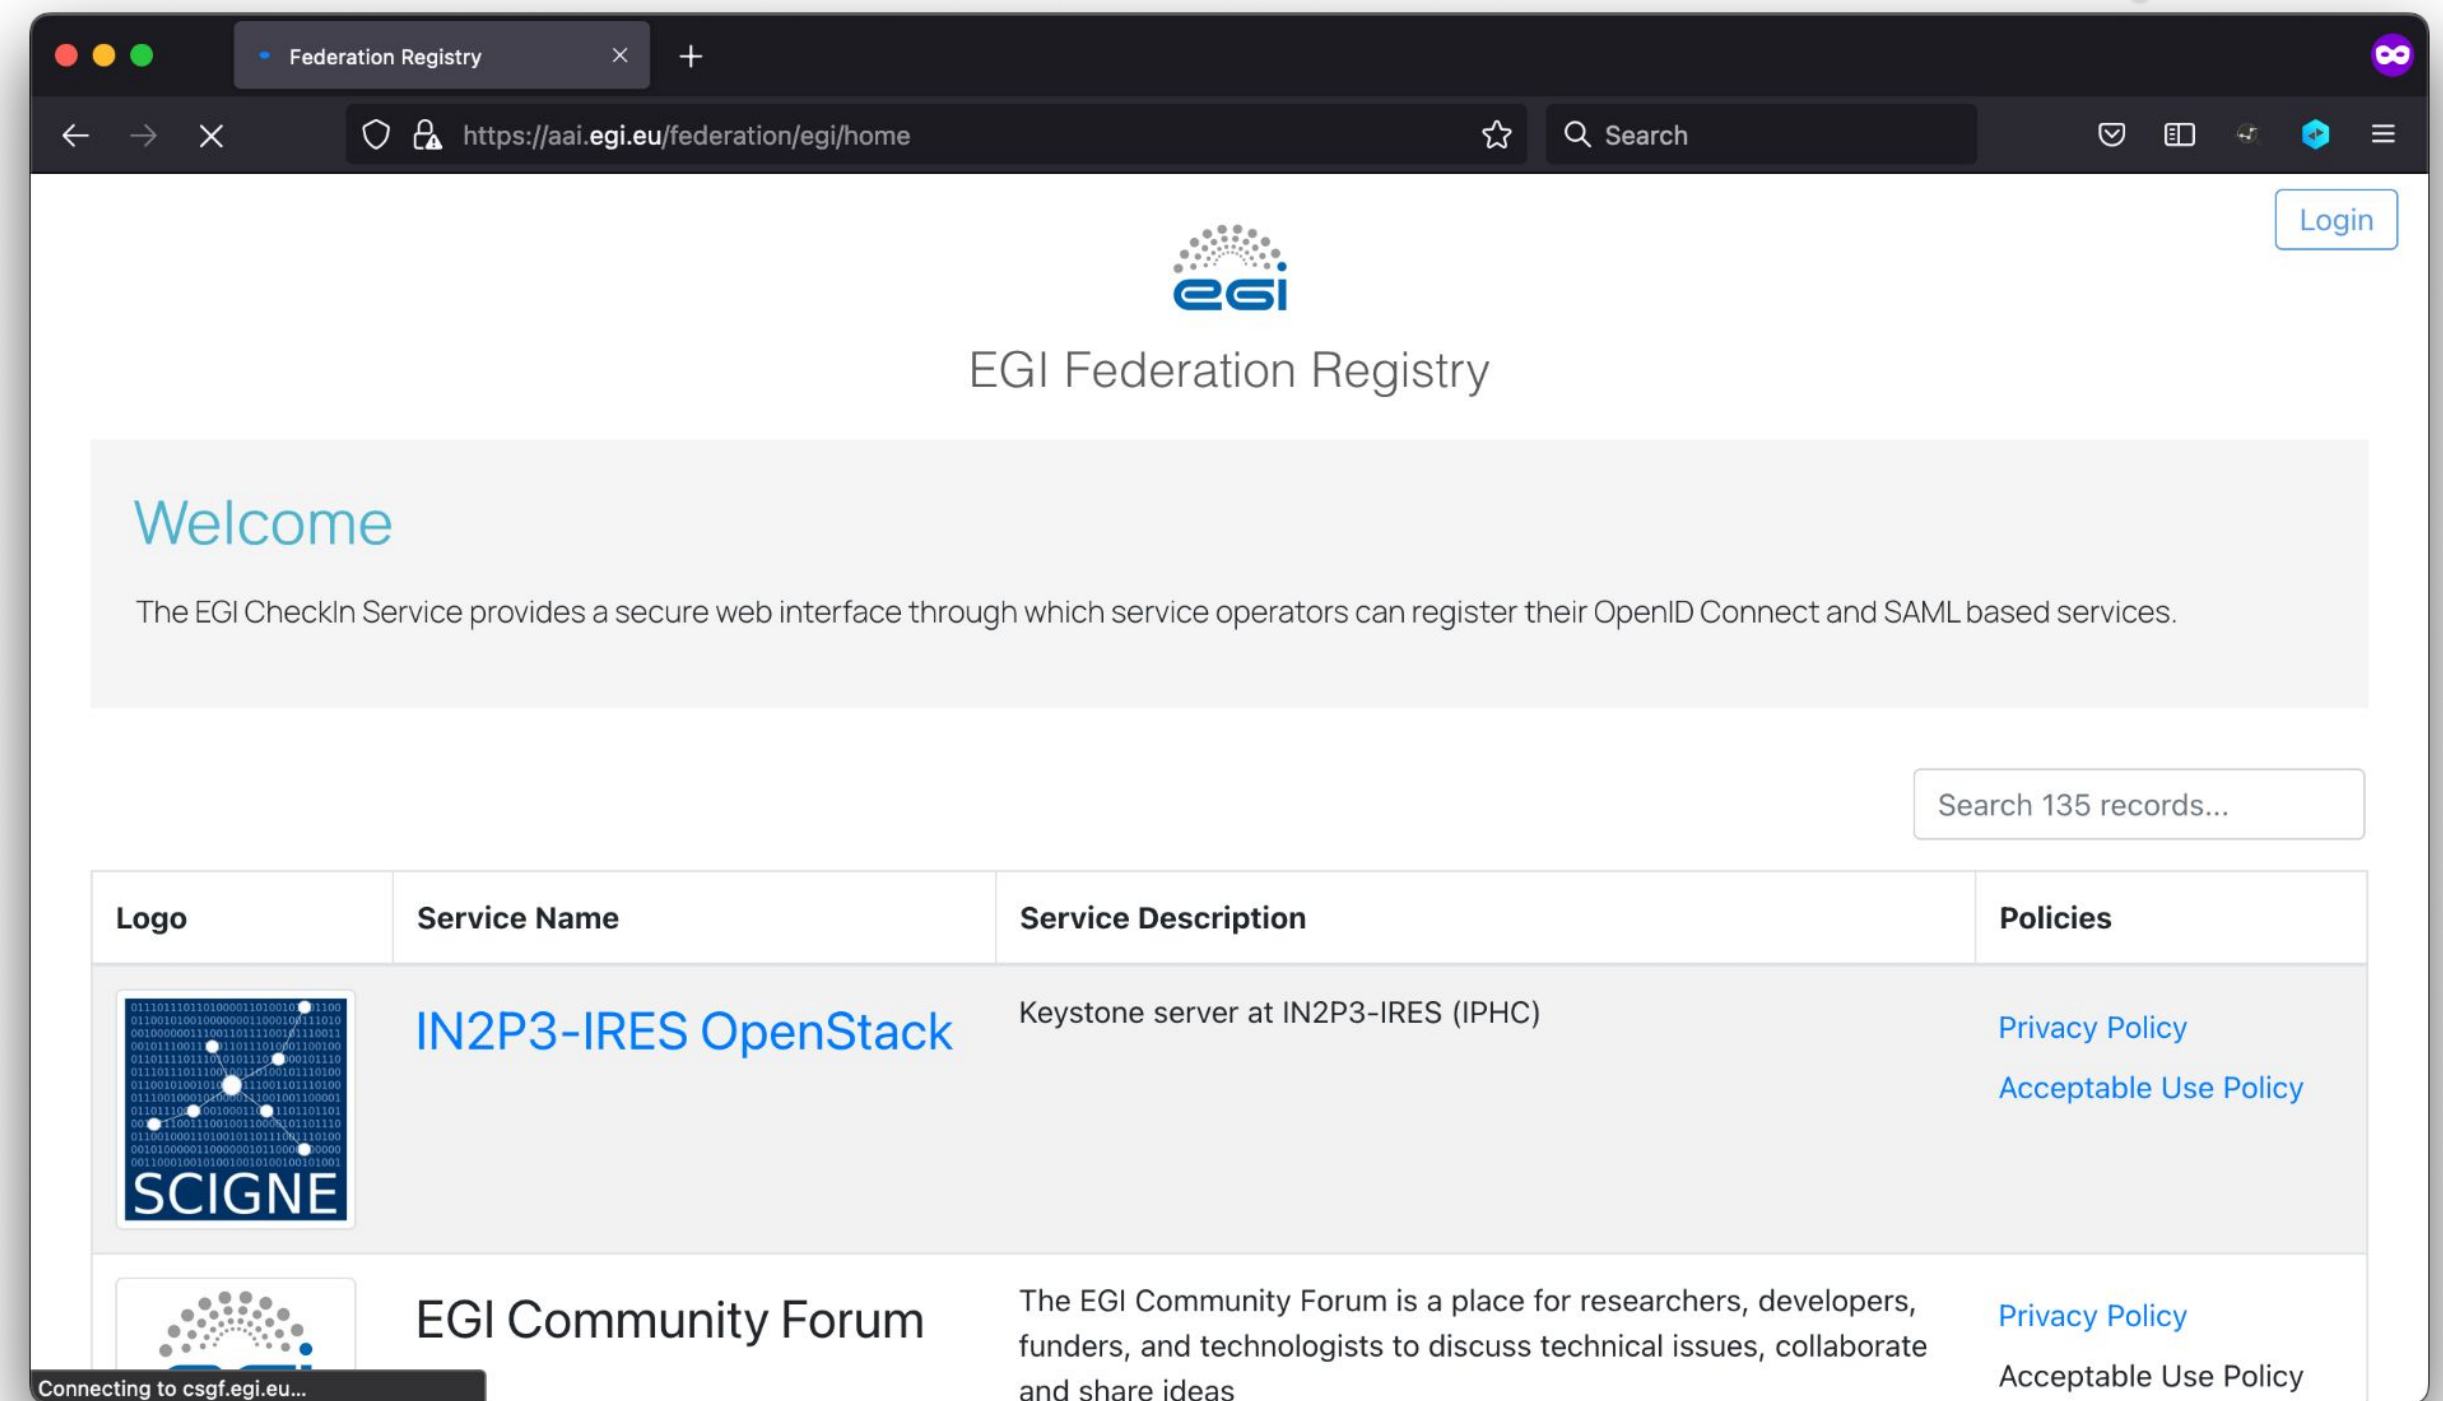 Federation Registry
https://aai.egi.eu/federation/egi/home
Search
Login
egi
EGI Federation Registry
Welcome
The EGI CheckIn Service provides a secure web interface through which service operators can register their OpenID Connect and SAML based services.
Search 135 records...
Logo Service Name Service Description Policies
SCIGNE
IN2P3-IRES OpenStack
Keystone server at IN2P3-IRES (IPHC)
Privacy Policy
Acceptable Use Policy
EGI Community Forum
The EGI Community Forum is a place for researchers, developers,
funders, and technologists to discuss technical issues, collaborate
and share ideas
Privacy Policy
Acceptable Use Policy
Connecting to csgf.egi.eu...